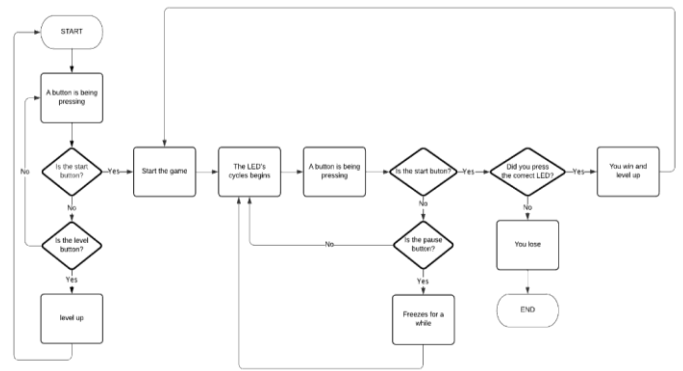 START
A button is being
pressing
Is the start
button?
Yes
No
Is the level
button?
No
Yes
level up
Start the game
The LED's
cycles begins
A button is being
pressing
Is the start buton?
Yes
No
Is the pause
button?
No
Yes
Freezes for a
while
Did you press
the correct LED?
Yes
No
You win and
level up
You lose
END